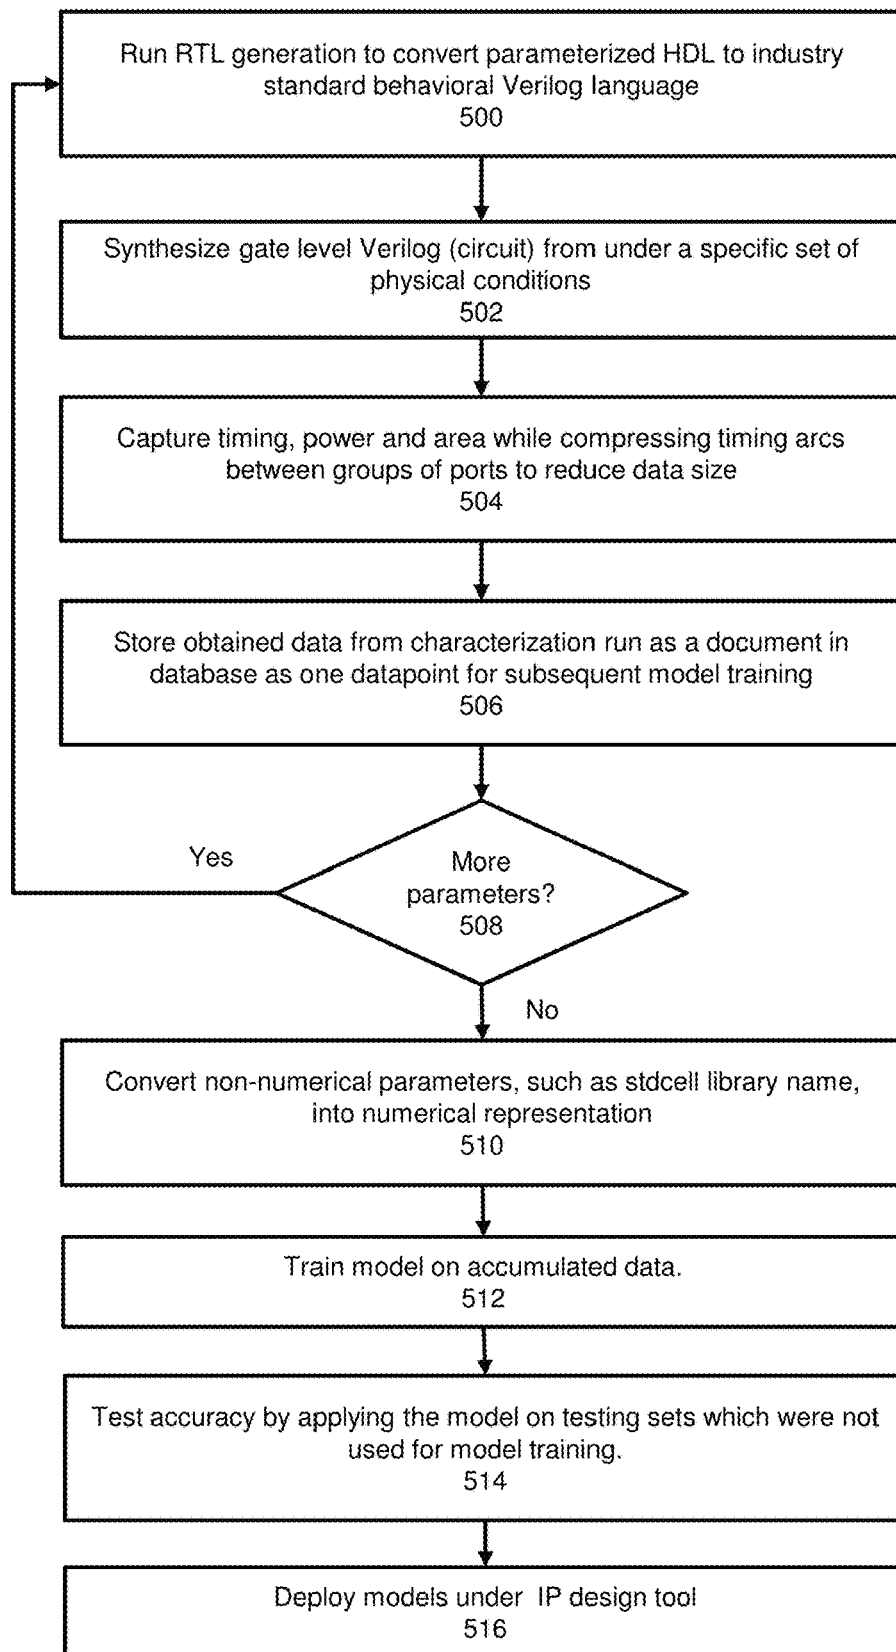 Run RTL generation to convert parameterized HDL to industry
standard behavioral Verilog language
500
Synthesize gate level Verilog (circuit) from under a specific set of
physical conditions
502
Capture timing, power and area while compressing timing arcs
between groups of ports to reduce data size
504
Store obtained data from characterization run as a document in
database as one datapoint for subsequent model training
506
Yes
More
parameters?
508
No
Convert non-numerical parameters, such as stdcell library name,
into numerical representation
510
Train model on accumulated data.
512
Test accuracy by applying the model on testing sets which were not
used for model training.
514
Deploy models under IP design tool
516